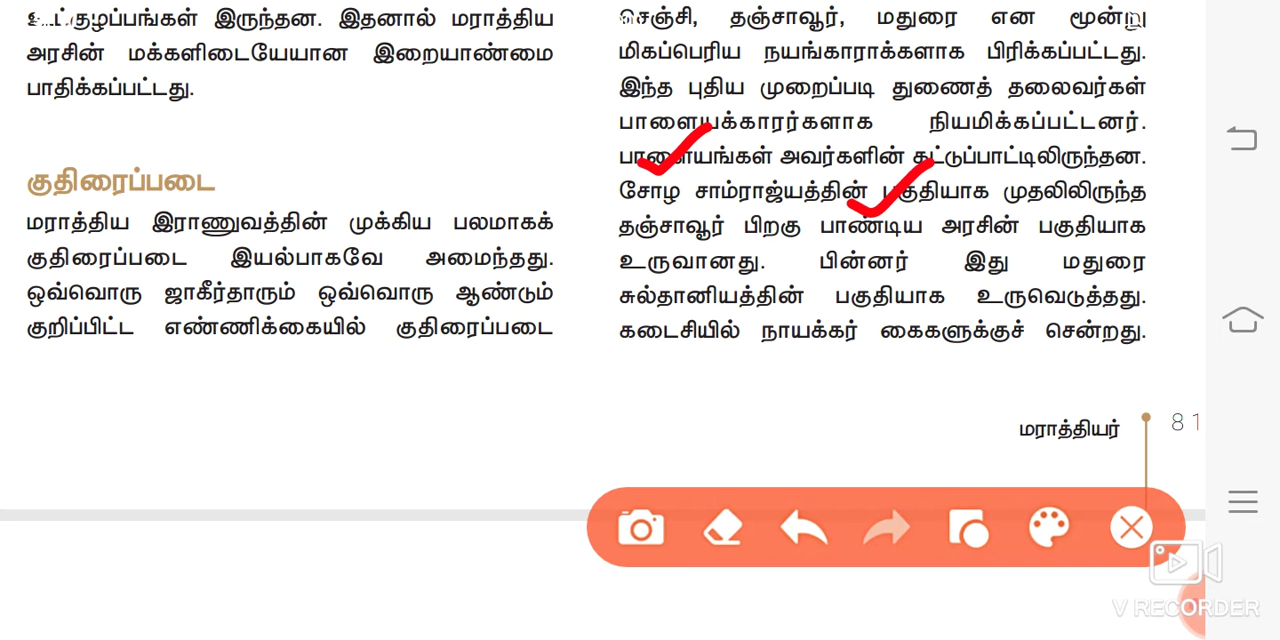 உட்குழப்பங்கள் இருந்தன. இதனால் மராத்திய
அரசின் மக்களிடையேயான இறையாண்மை
பாதிக்கப்பட்டது.
குதிரைப்படை
மராத்திய இராணுவத்தின் முக்கிய பலமாகக்
குதிரைப்படை இயல்பாகவே அமைந்தது.
ஒவ்வொரு ஜாகீர்தாரும் ஒவ்வொரு ஆண்டும்
குறிப்பிட்ட எண்ணிக்கையில் குதிரைப்படை
செஞ்சி, தஞ்சாவூர், மதுரை என மூன்று
மிகப்பெரிய நயங்காராக்களாக பிரிக்கப்பட்டது.
இந்த புதிய முறைப்படி துணைத் தலைவர்கள்
பாளையக்காரர்களாக நியமிக்கப்பட்டனர்.
பாளையங்கள் அவர்களின் கட்டுப்பாட்டிலிருந்தன.
சோழ சாம்ராஜ்யத்தின் பகுதியாக முதலிலிருந்த
தஞ்சாவூர் பிறகு பாண்டிய அரசின் பகுதியாக
உருவானது. பின்னர் இது மதுரை
சுல்தானியத்தின் பகுதியாக உருவெடுத்தது.
கடைசியில் நாயக்கர் கைகளுக்குச் சென்றது.
மராத்தியர் 81
V RECORDER